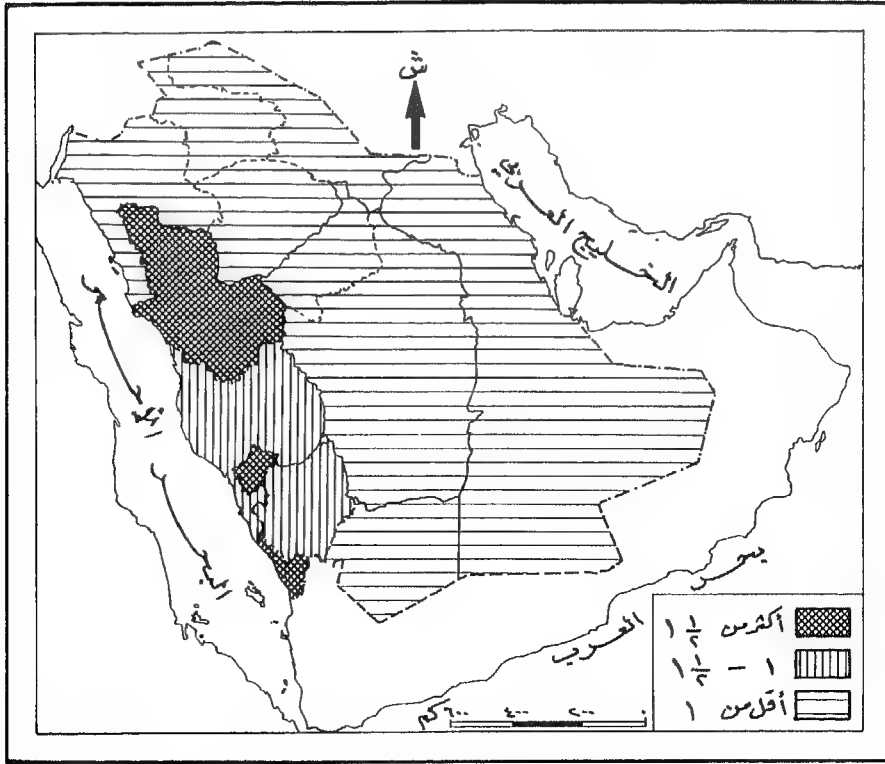 ش
الخليج العربي
البحر الأحمر
بحر العرب
أكثر من ١ ١/٢
١ - ١ ١/٢
أقل من ١
٦٠٠ كم ٤٠٠ ٢٠٠ ٠